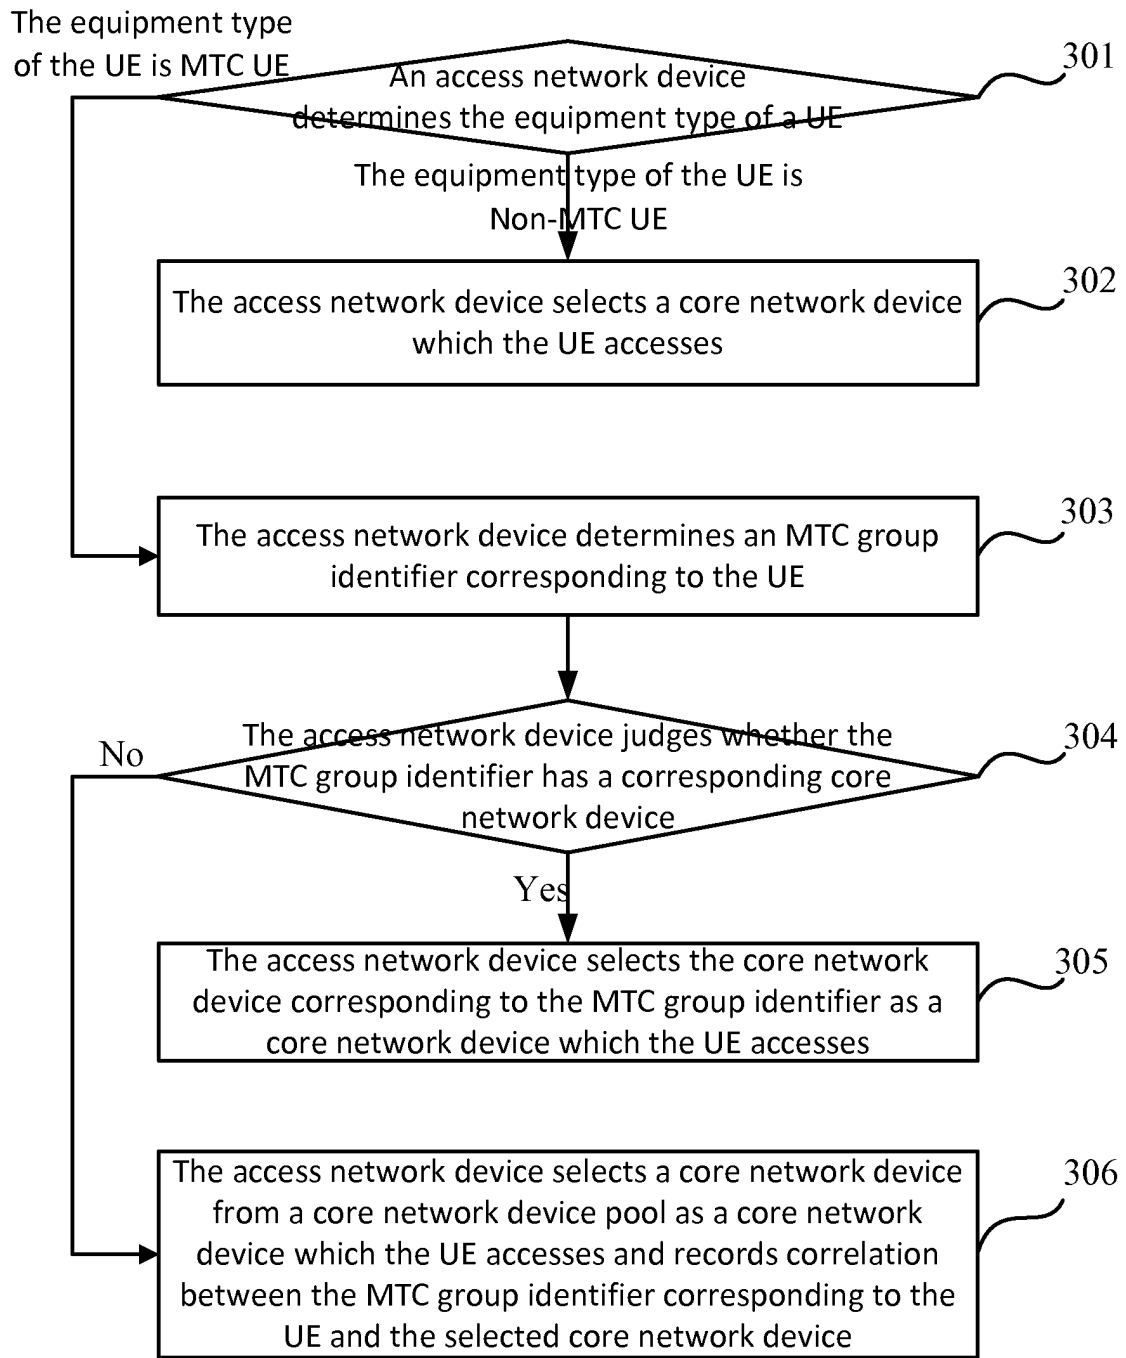 The equipment type
of the UE is MTC UE
An access network device
determines the equipment type of a UE
301
The equipment type of the UE is
Non-MTC UE
The access network device selects a core network device
which the UE accesses
302
The access network device determines an MTC group
identifier corresponding to the UE
303
The access network device judges whether the
MTC group identifier has a corresponding core
network device
304
No
Yes
The access network device selects the core network
device corresponding to the MTC group identifier as a
core network device which the UE accesses
305
The access network device selects a core network device
from a core network device pool as a core network
device which the UE accesses and records correlation
between the MTC group identifier corresponding to the
UE and the selected core network device
306